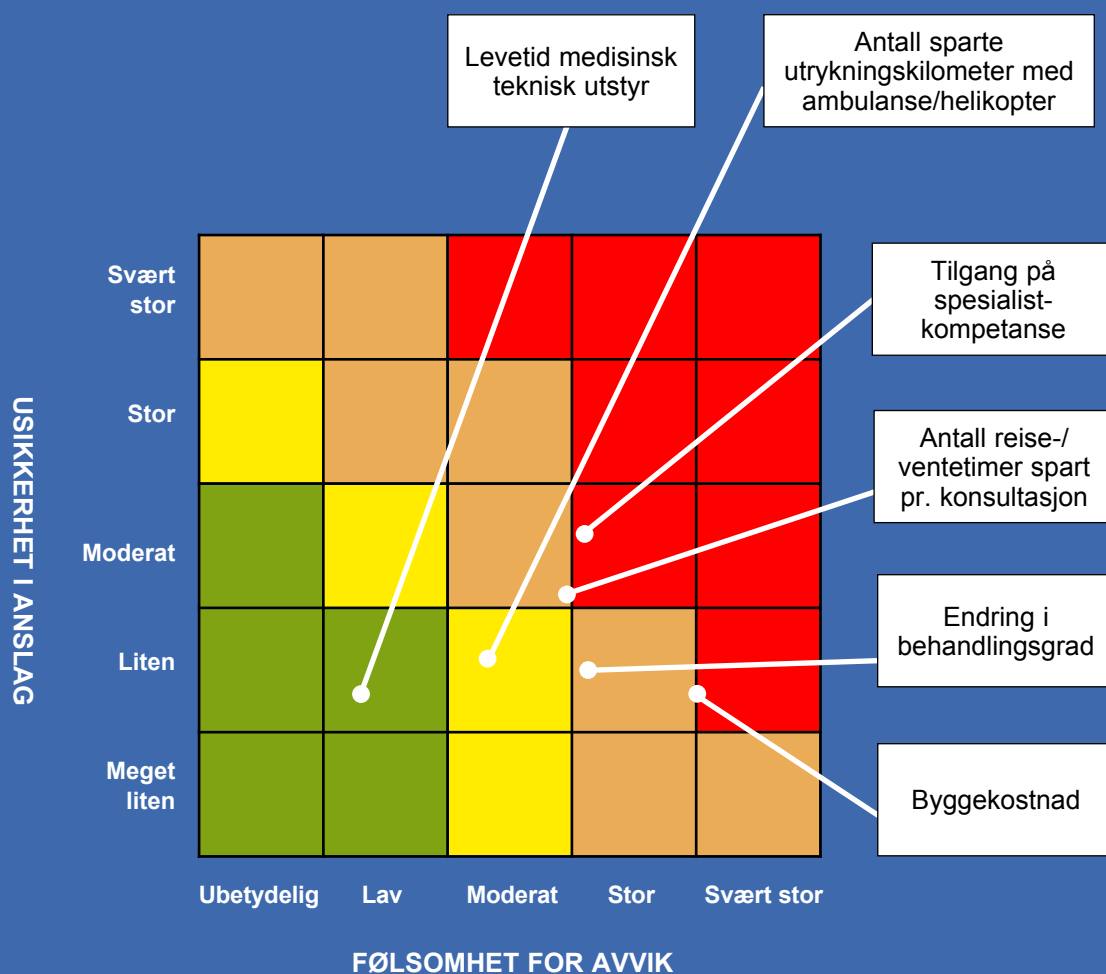 Levetid medisinsk
teknisk utstyr
Antall sparte
utrykningskilometer med
ambulanse/helikopter
Tilgang på
spesialist-
kompetanse
Antall reise-/
ventetimer spart
pr. konsultasjon
Endring i
behandlingsgrad
Byggekostnad
USIKKERHET I ANSLAG
Svært
stor
Stor
Moderat
Liten
Meget
liten
Ubetydelig
Lav
Moderat
Stor
Svært stor
FØLSOMHET FOR AVVIK